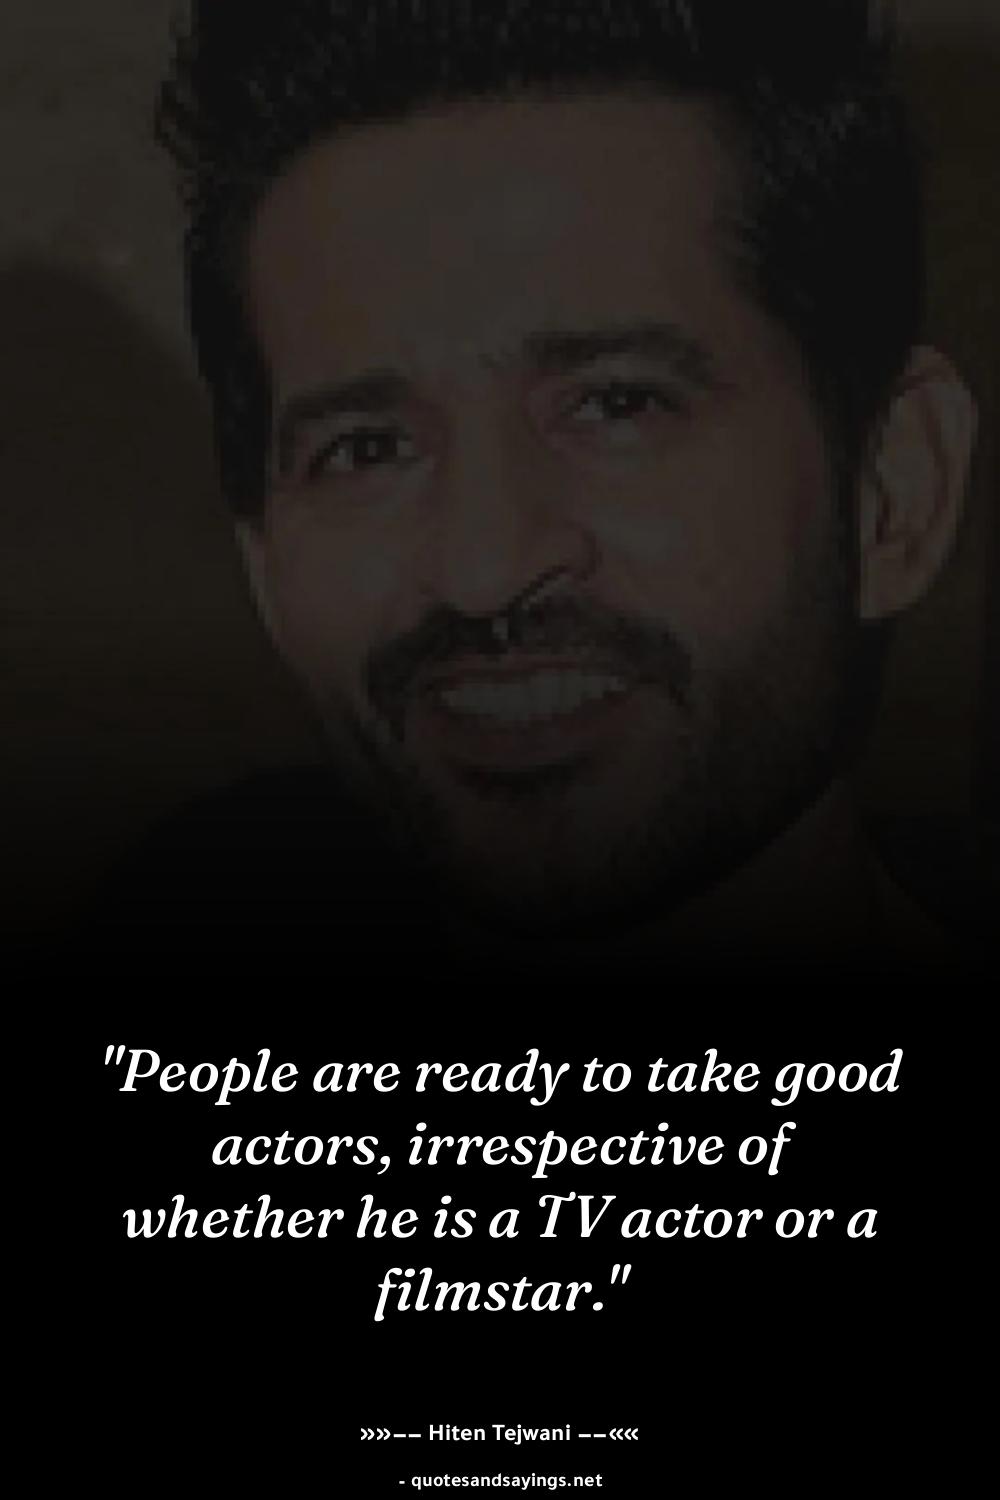 "People are ready to take good
actors, irrespective of
whether he is a TV actor or a
filmstar."
»»−− Hiten Tejwani −−««
- quotesandsayings.net